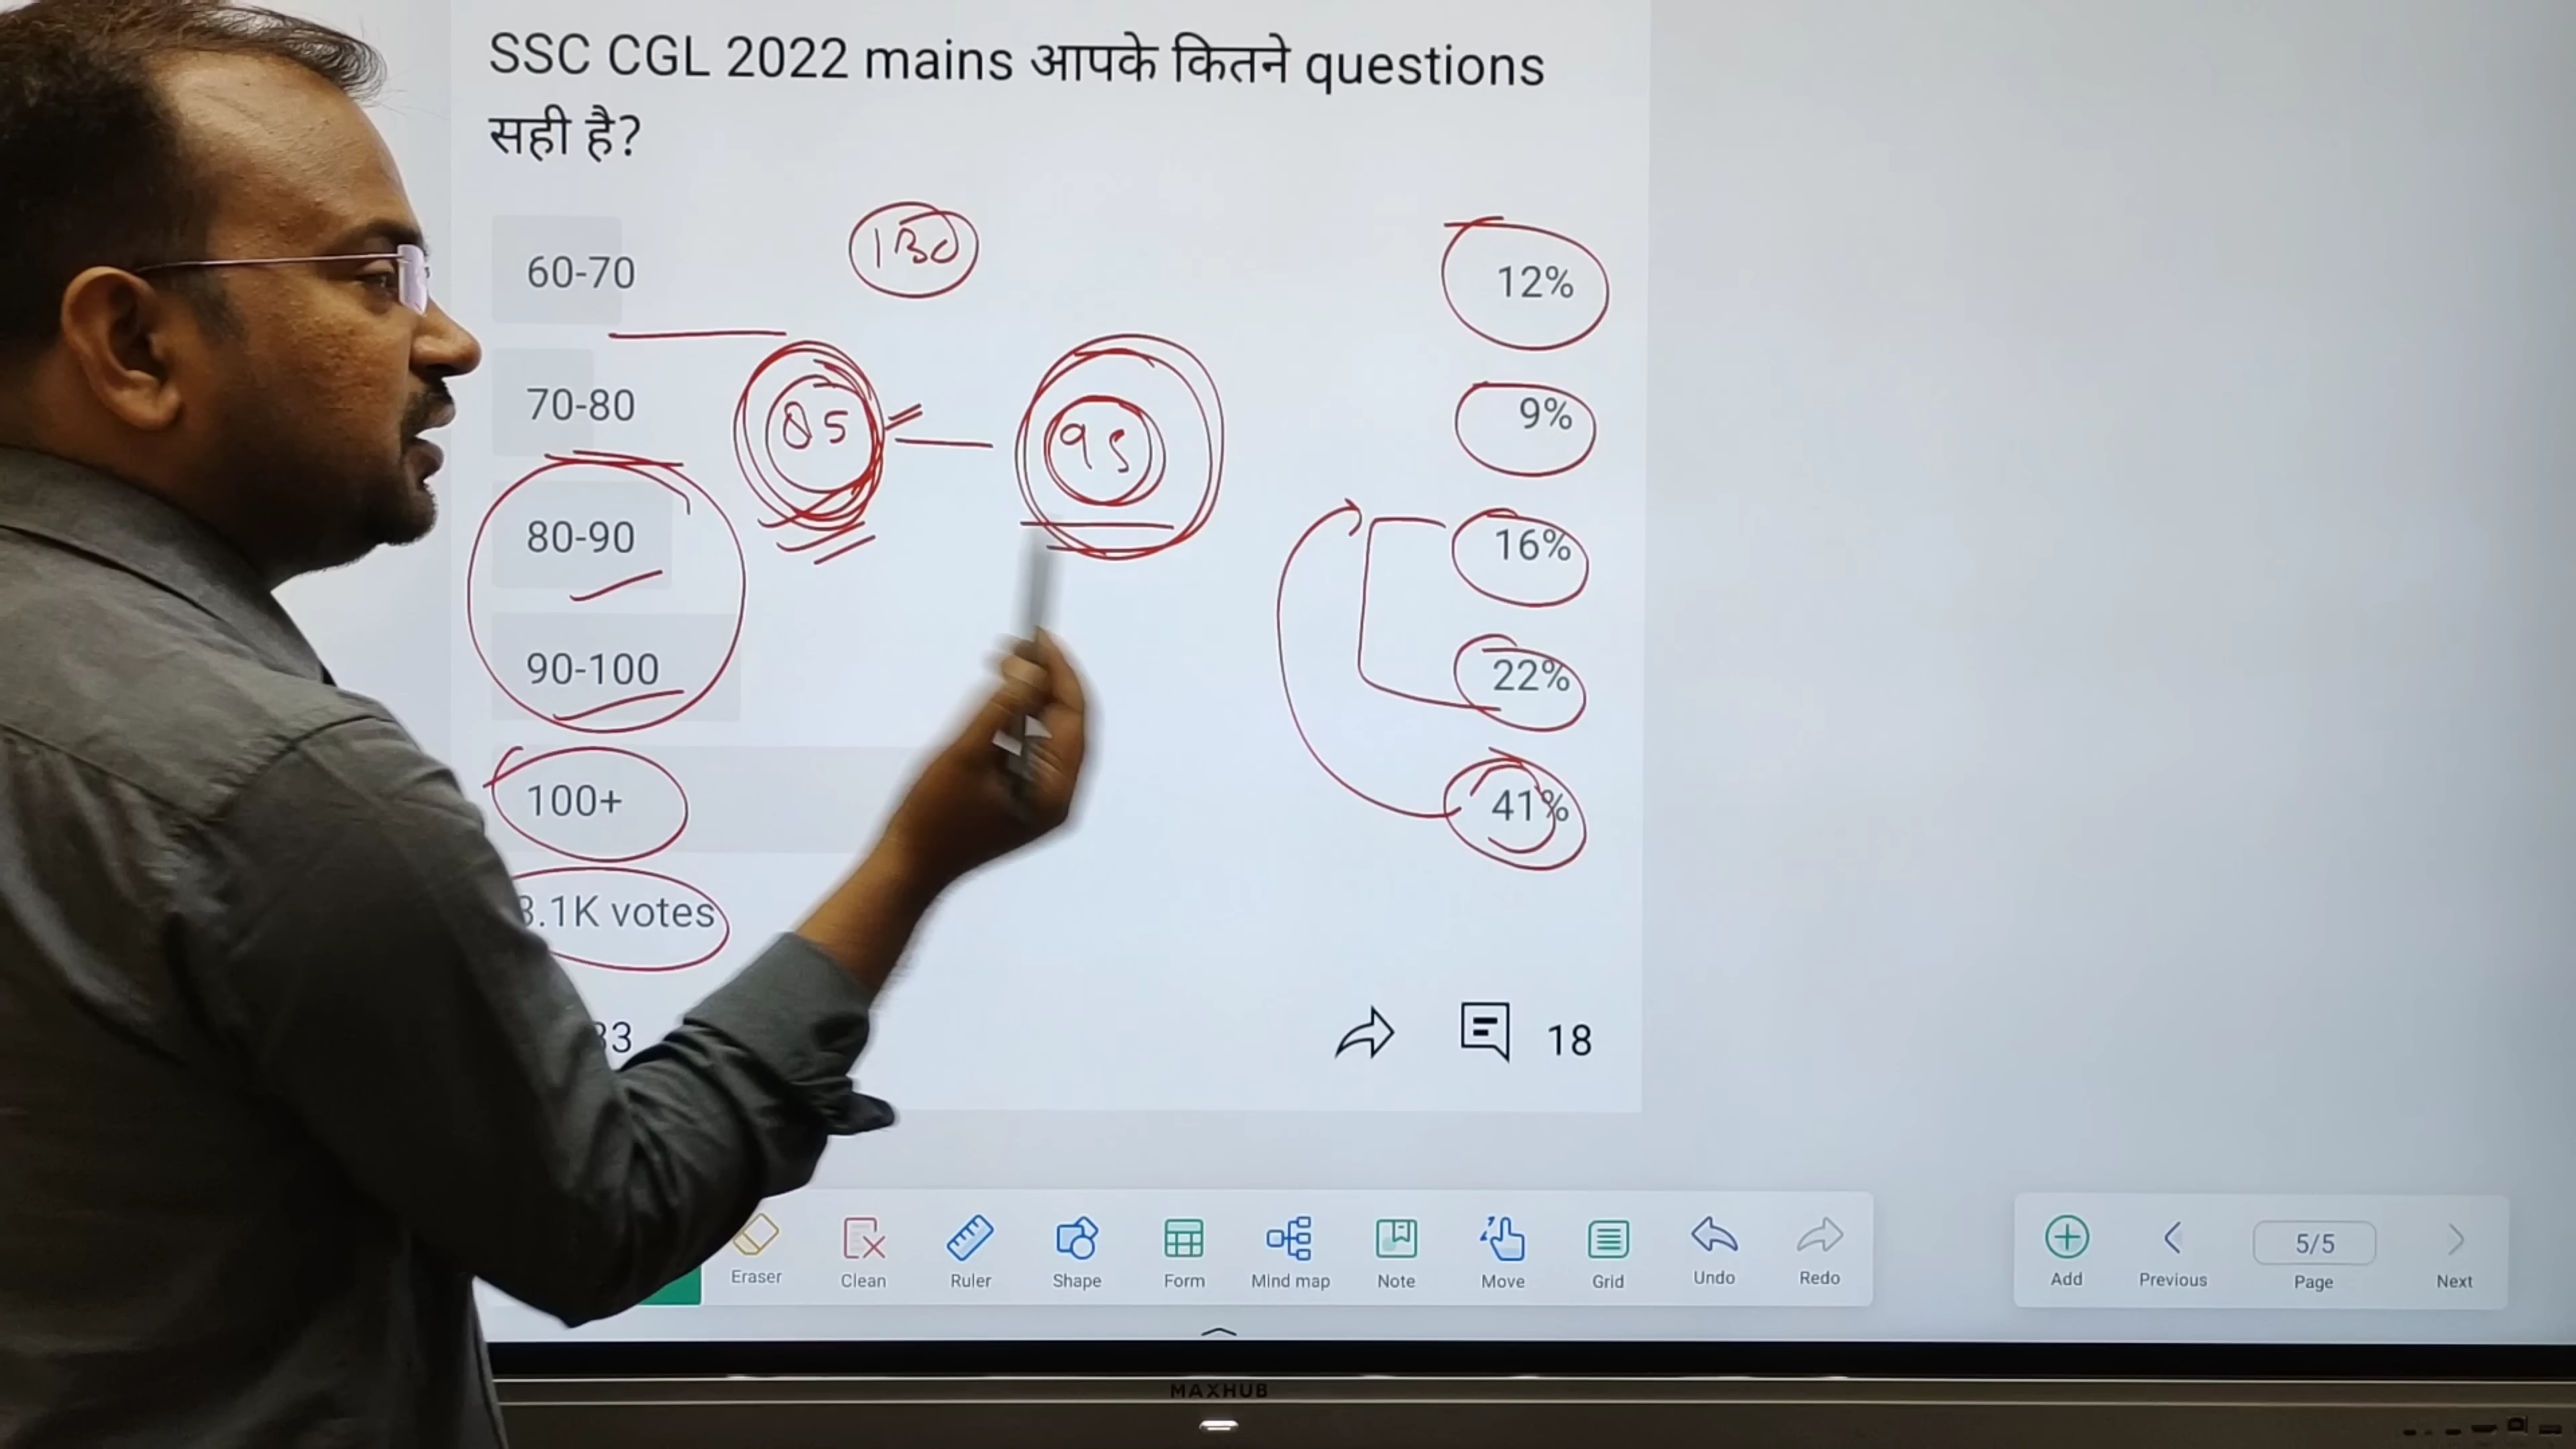 SSC CGL 2022 mains आपके कितने questions
सही है?
130
60-70 12%
70-80 85 - 95 9%
80-90 16%
90-100 22%
100+ 41%
.1K votes
33
18
Eraser Clean Ruler Shape Form Mind map Note Move Grid Undo Redo
Add Previous 5/5 Page Next
MAXHUB